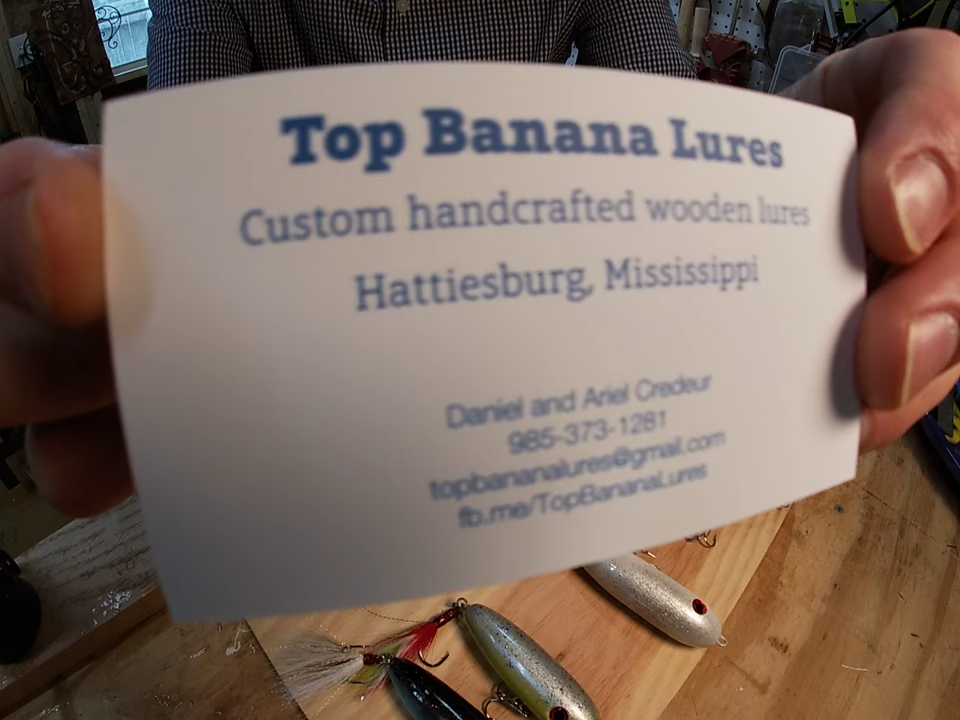 Top Banana Lures
Custom handcrafted wooden lures
Hattiesburg, Mississippi
Daniel and Ariel Credeur
985-373-1281
topbananalures@gmail.com
fb.me/TopBananaLures